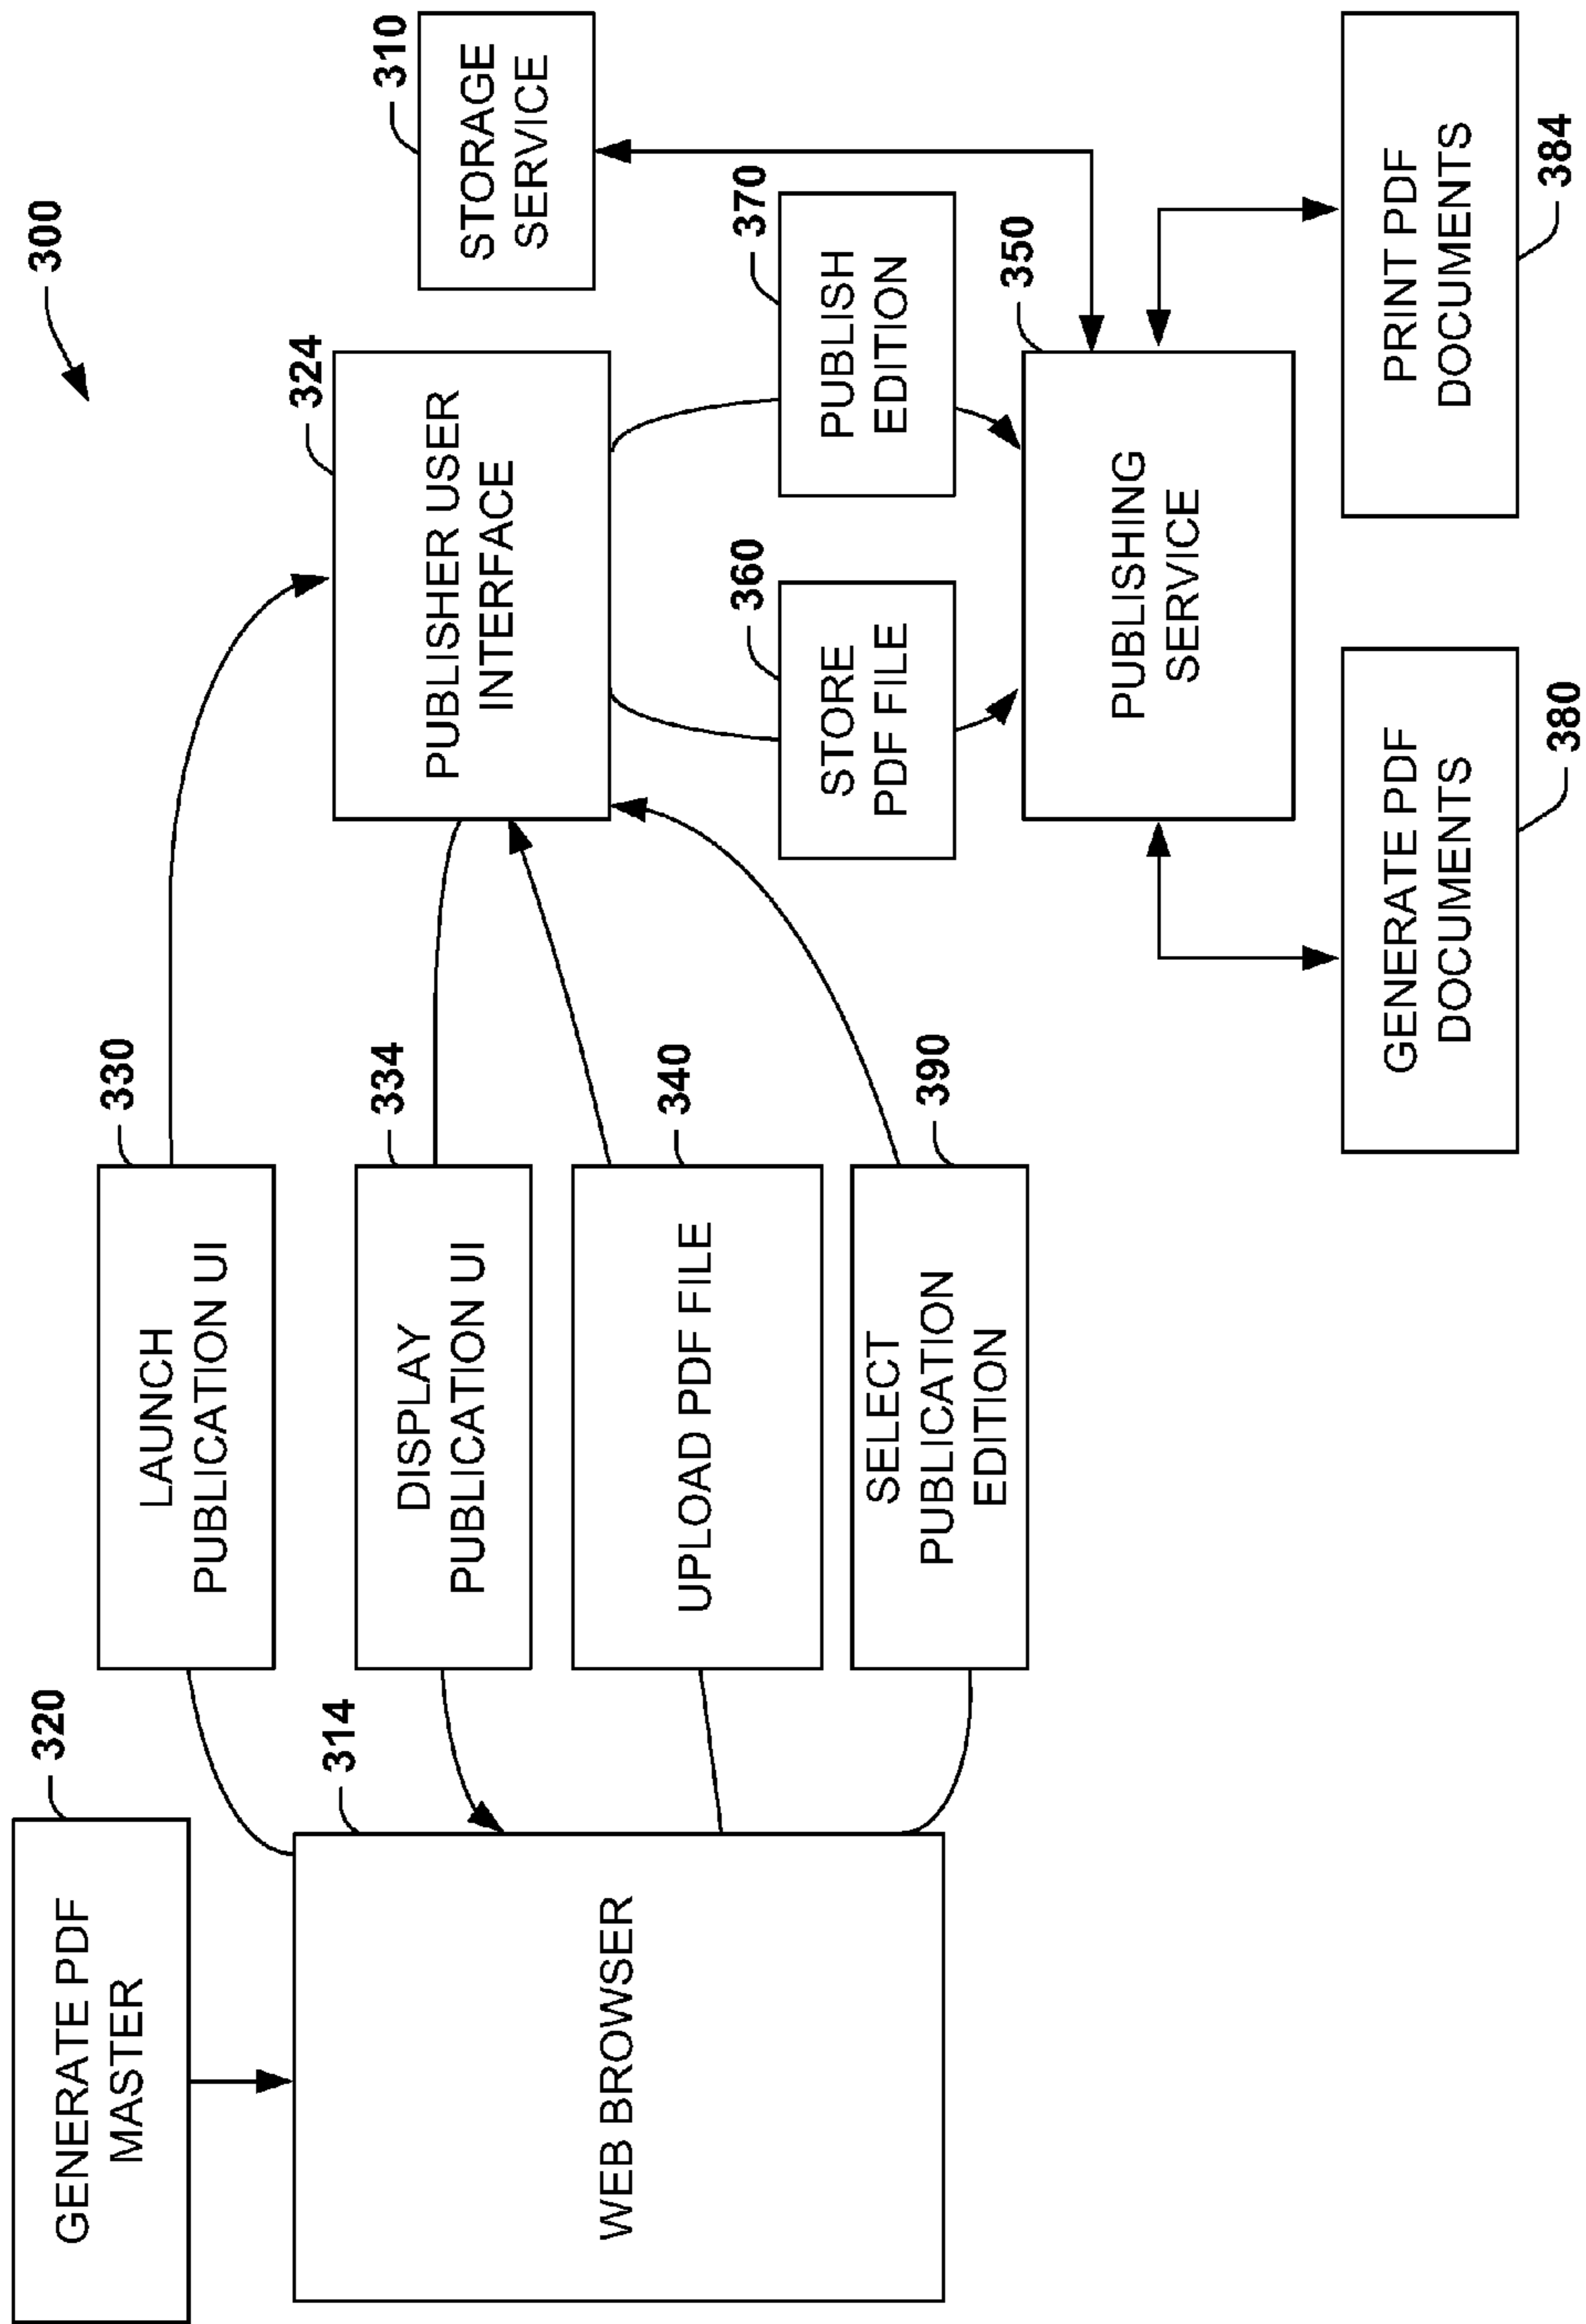 300
320
GENERATE PDF
MASTER
314
WEB BROWSER
330
LAUNCH
PUBLICATION UI
334
DISPLAY
PUBLICATION UI
340
UPLOAD PDF FILE
390
SELECT
PUBLICATION
EDITION
324
PUBLISHER USER
INTERFACE
310
STORAGE
SERVICE
360
STORE
PDF FILE
370
PUBLISH
EDITION
350
PUBLISHING
SERVICE
GENERATE PDF
DOCUMENTS
380
PRINT PDF
DOCUMENTS
384